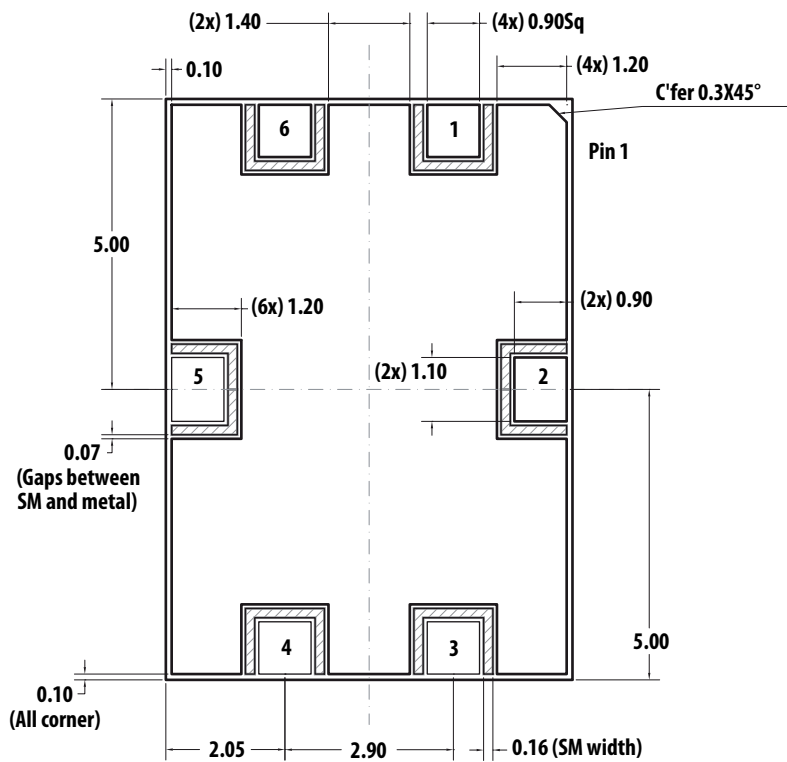 (2x) 1.40
(4x) 0.90Sq
0.10
(4x) 1.20
C'fer 0.3X45°
6
1
Pin 1
5.00
(6x) 1.20
(2x) 0.90
5
(2x) 1.10
2
0.07
(Gaps between
SM and metal)
4
3
5.00
0.10
(All corner)
2.05
2.90
0.16 (SM width)